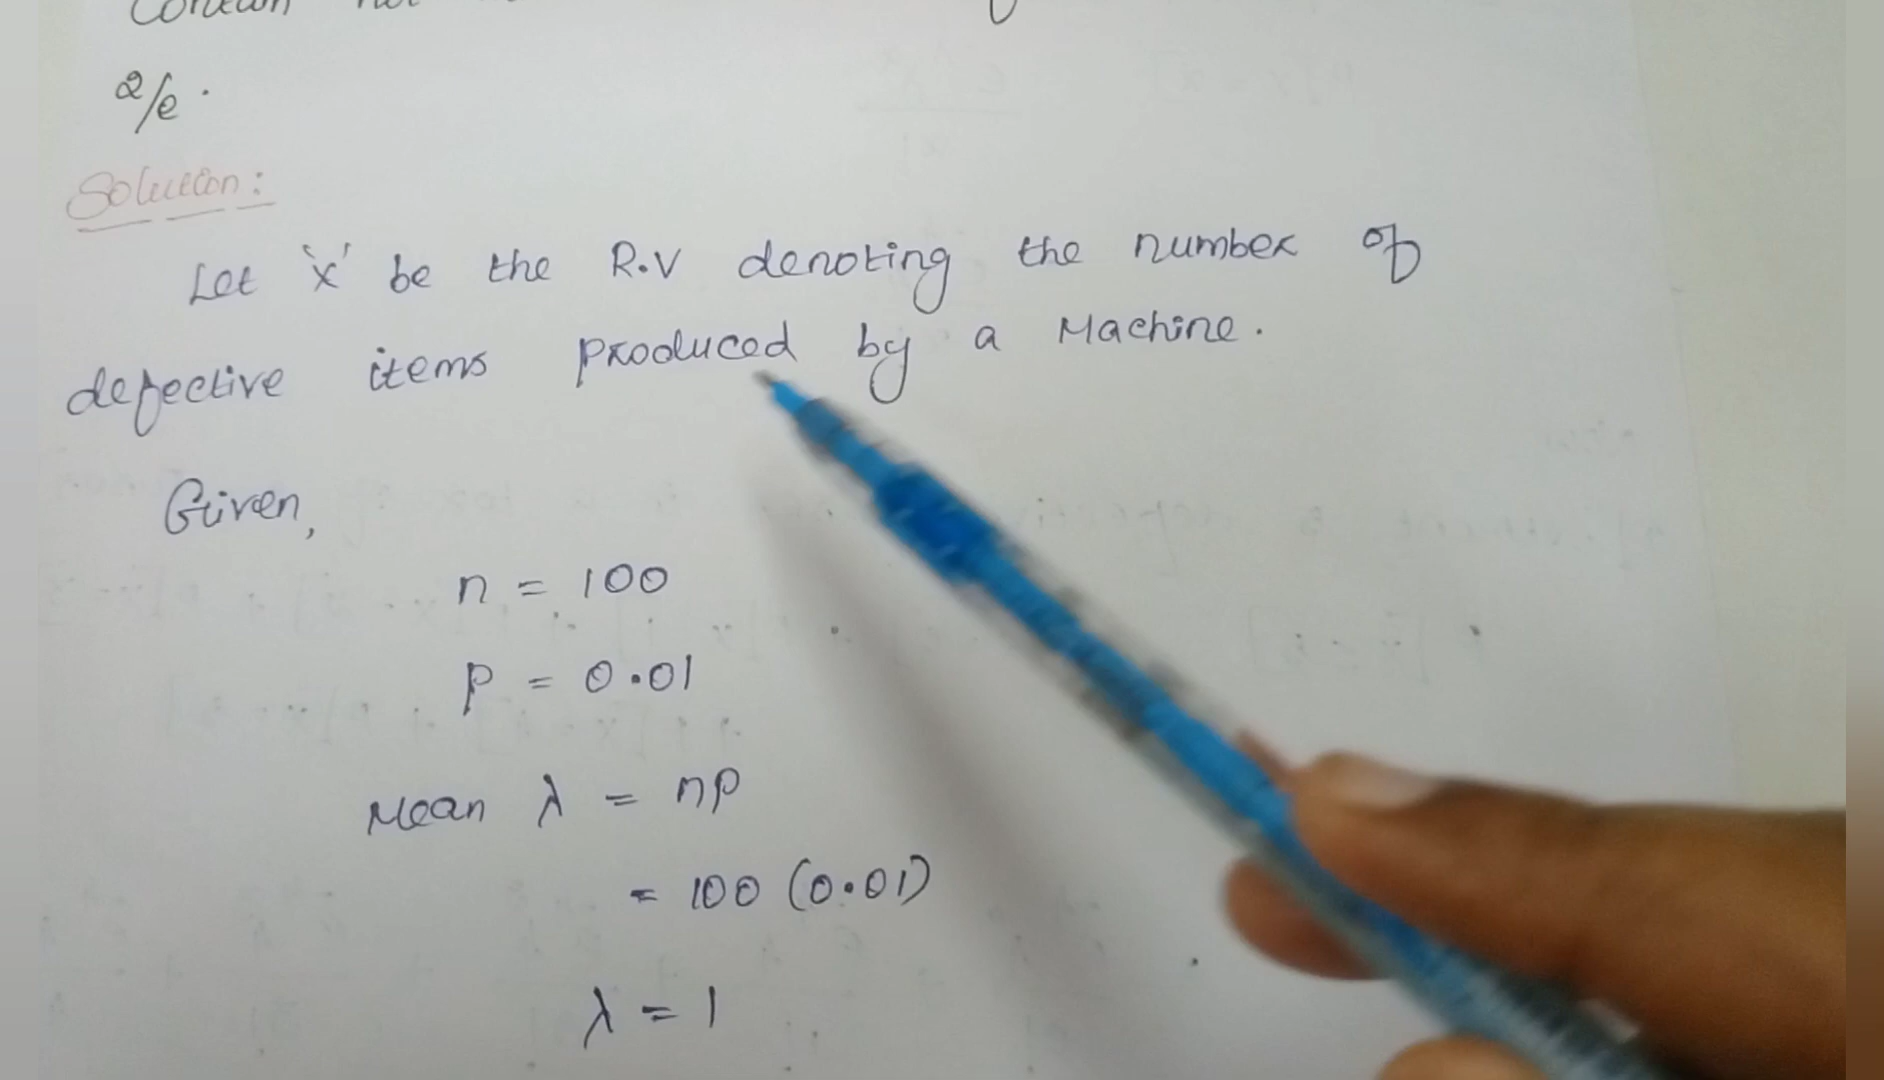 2/e.
Solution:
Let 'x' be the R.V denoting the number of
defective items produced by a Machine.
Given,
n = 100
P = 0.01
Mean λ = np
= 100 (0.01)
λ = 1